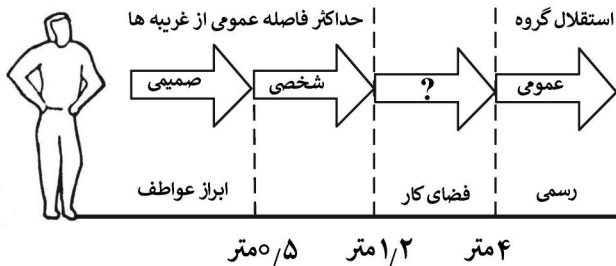 استقلال گروه
حداکثر فاصله عمومی از غریبه ها
صمیمی
شخصی
?
عمومی
ابراز عواطف
فضای کار
رسمی
۰٫۵متر
۱٫۲متر
۴متر